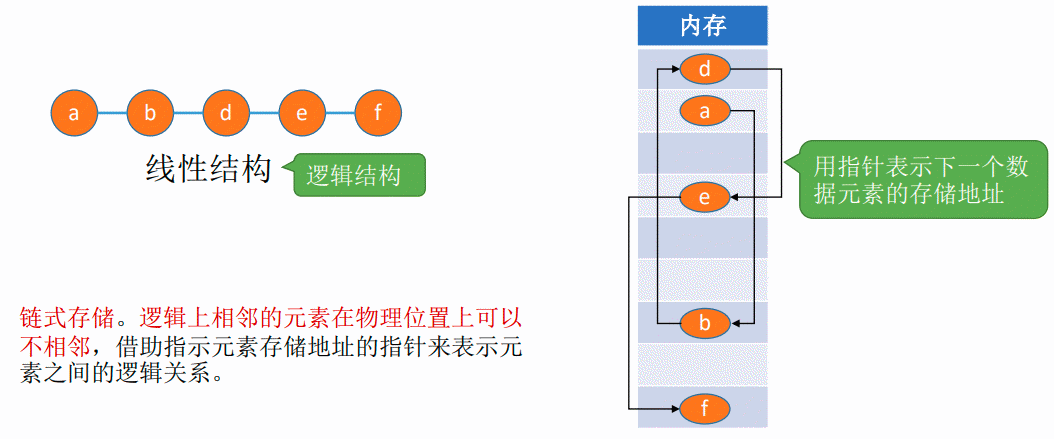 a b d e f
线性结构
逻辑结构
链式存储。逻辑上相邻的元素在物理位置上可以
不相邻，借助指示元素存储地址的指针来表示元
素之间的逻辑关系。
内存
d
a
e
b
f
用指针表示下一个数
据元素的存储地址